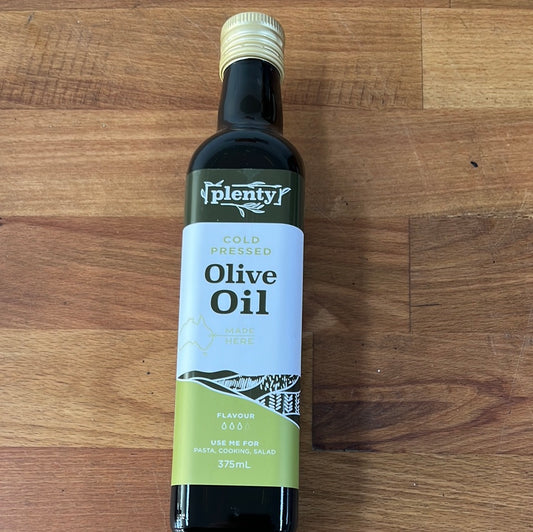 plenty
COLD
PRESSED
Olive
Oil
MADE
HERE
FLAVOUR
USE ME FOR
PASTA, COOKING, SALAD
375mL